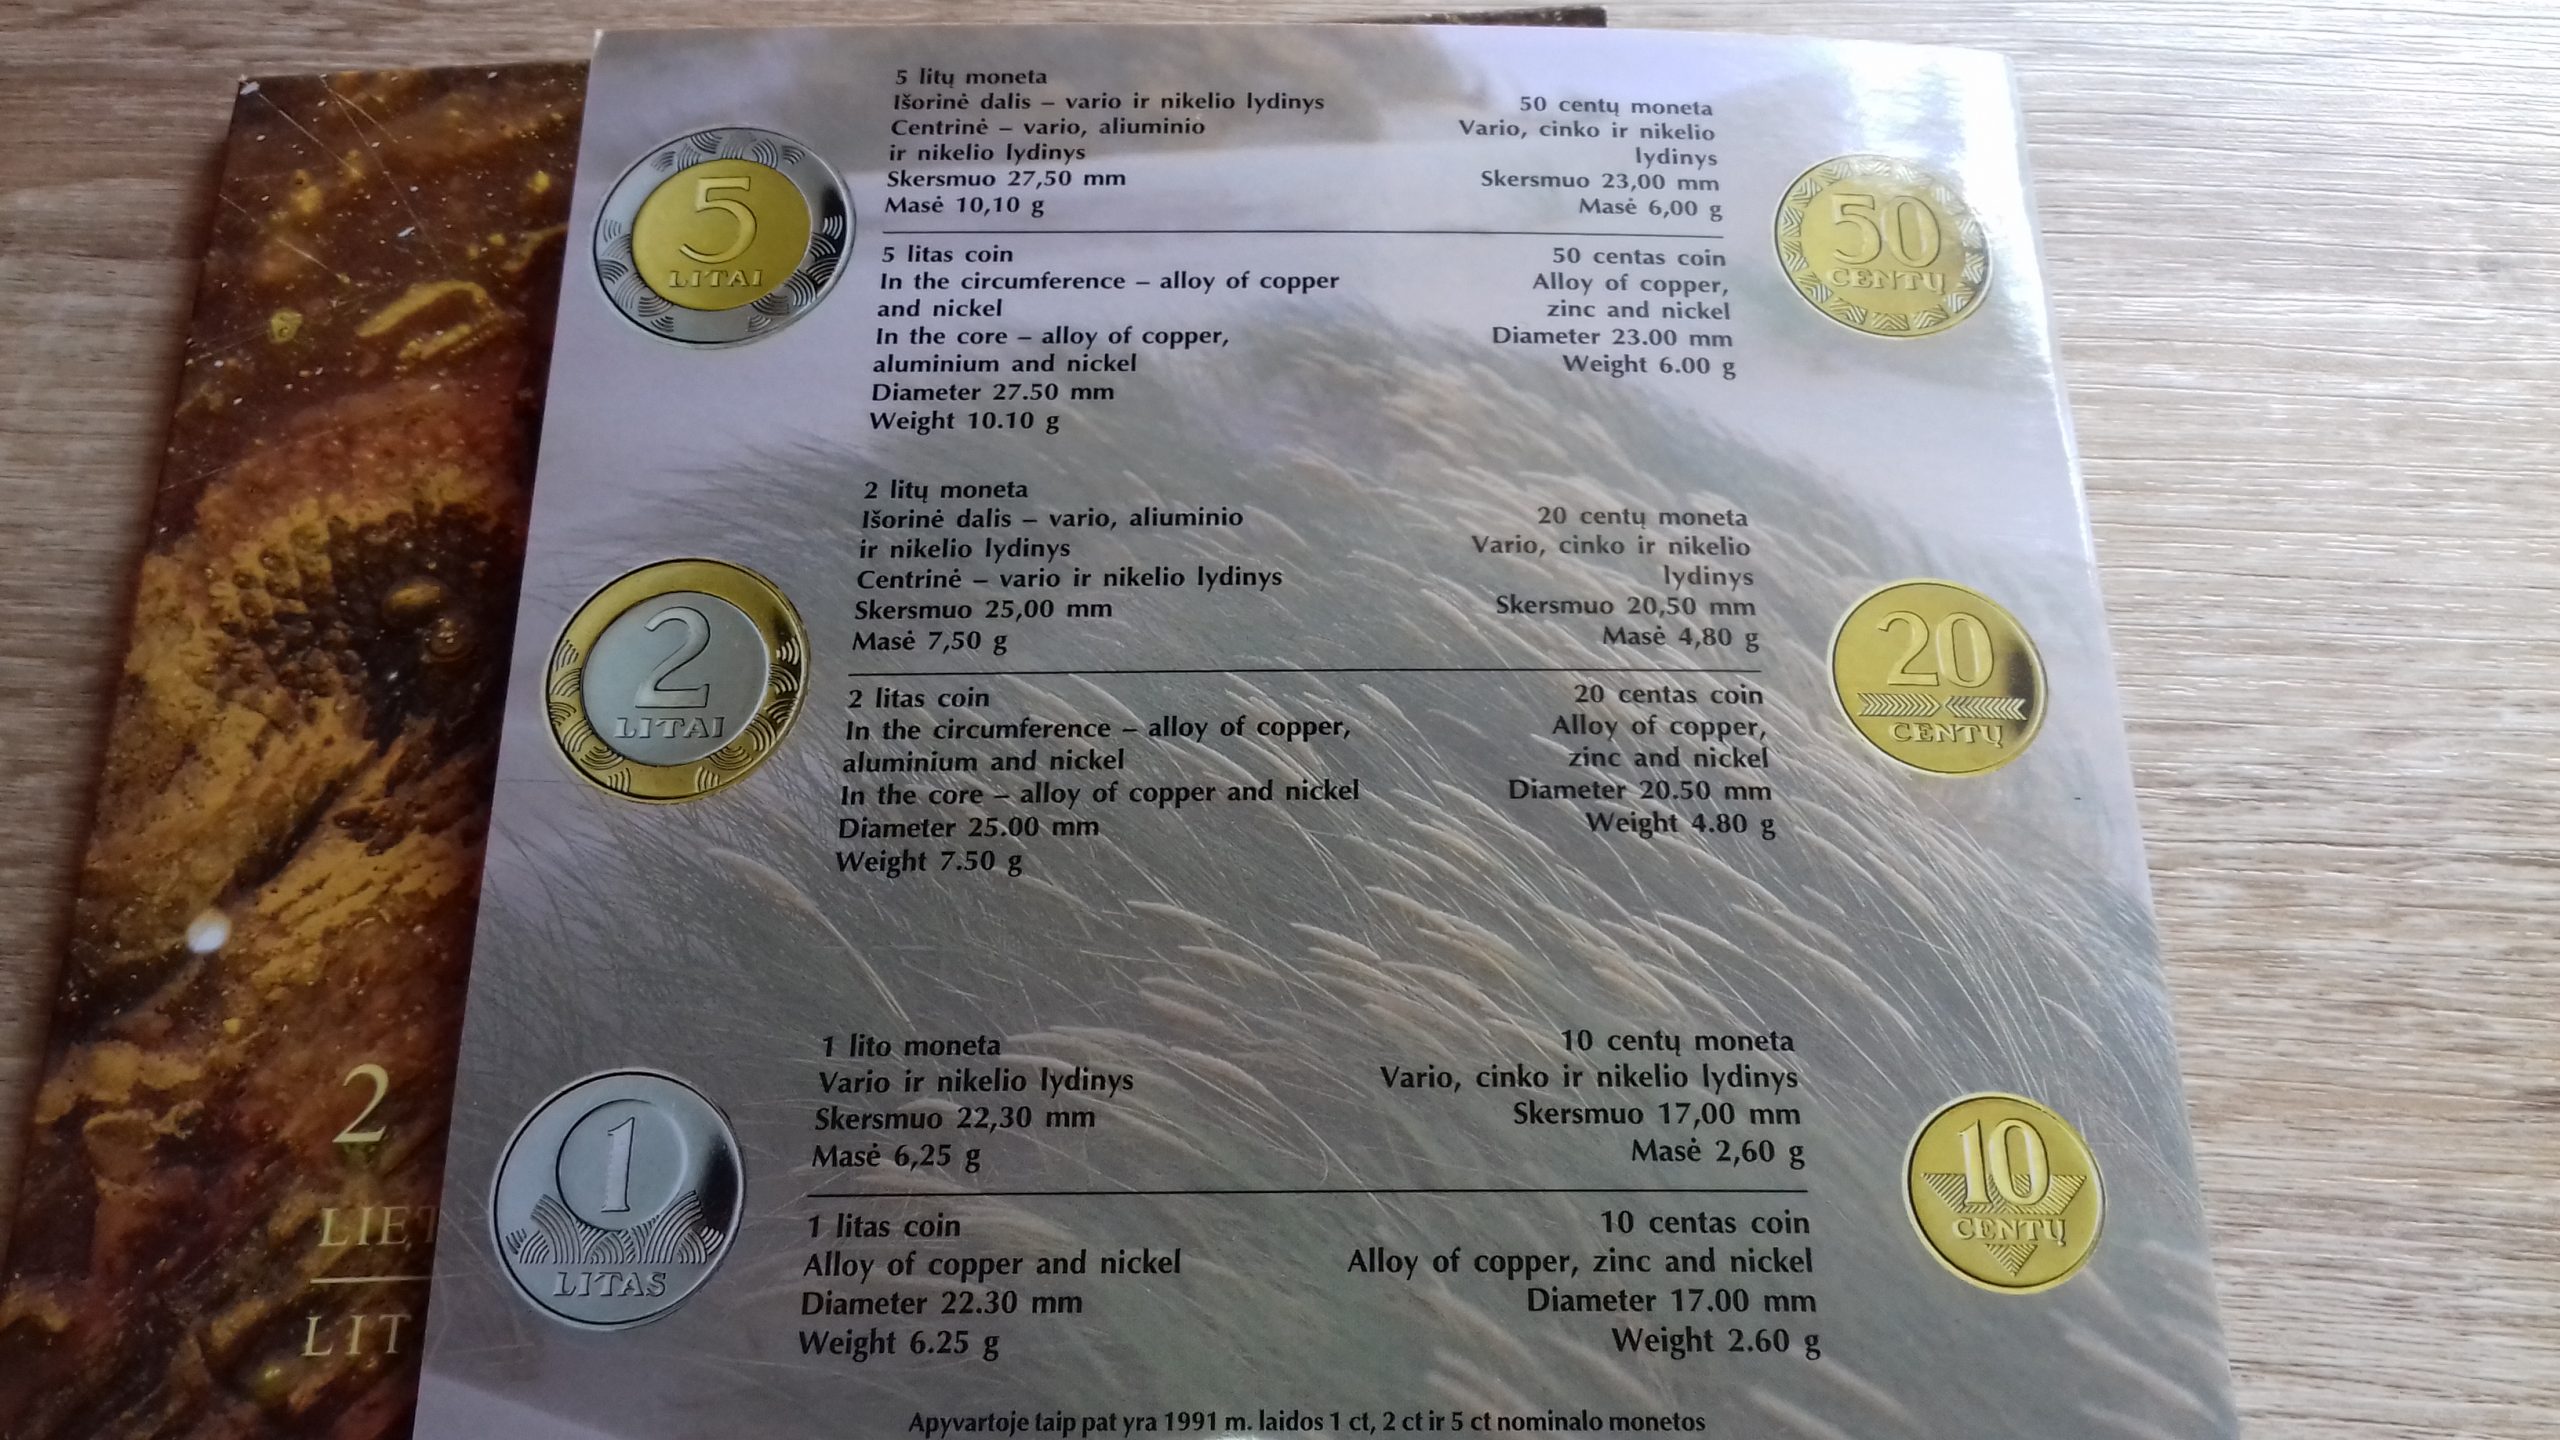 5 litų moneta
Išorinė dalis – vario ir nikelio lydinys
Centrinė – vario, aliuminio
ir nikelio lydinys
Skersmuo 27,50 mm
Masė 10,10 g
5 litas coin
In the circumference – alloy of copper
and nickel
In the core – alloy of copper,
aluminium and nickel
Diameter 27.50 mm
Weight 10.10 g
5
LITAI
50 centų moneta
Vario, cinko ir nikelio
lydinys
Skersmuo 23,00 mm
Masė 6,00 g
50 centas coin
Alloy of copper,
zinc and nickel
Diameter 23.00 mm
Weight 6.00 g
50
CENTŲ
2 litų moneta
Išorinė dalis – vario, aliuminio
ir nikelio lydinys
Centrinė – vario ir nikelio lydinys
Skersmuo 25,00 mm
Masė 7,50 g
2 litas coin
In the circumference – alloy of copper,
aluminium and nickel
In the core – alloy of copper and nickel
Diameter 25.00 mm
Weight 7.50 g
2
LITAI
20 centų moneta
Vario, cinko ir nikelio
lydinys
Skersmuo 20,50 mm
Masė 4,80 g
20 centas coin
Alloy of copper,
zinc and nickel
Diameter 20.50 mm
Weight 4.80 g
20
CENTŲ
1 lito moneta
Vario ir nikelio lydinys
Skersmuo 22,30 mm
Masė 6,25 g
1 litas coin
Alloy of copper and nickel
Diameter 22.30 mm
Weight 6.25 g
1
LITAS
10 centų moneta
Vario, cinko ir nikelio lydinys
Skersmuo 17,00 mm
Masė 2,60 g
10 centas coin
Alloy of copper, zinc and nickel
Diameter 17.00 mm
Weight 2.60 g
10
CENTŲ
Apyvartoje taip pat yra 1991 m. laidos 1 ct, 2 ct ir 5 ct nominalo monetos
2
LIET
LIT